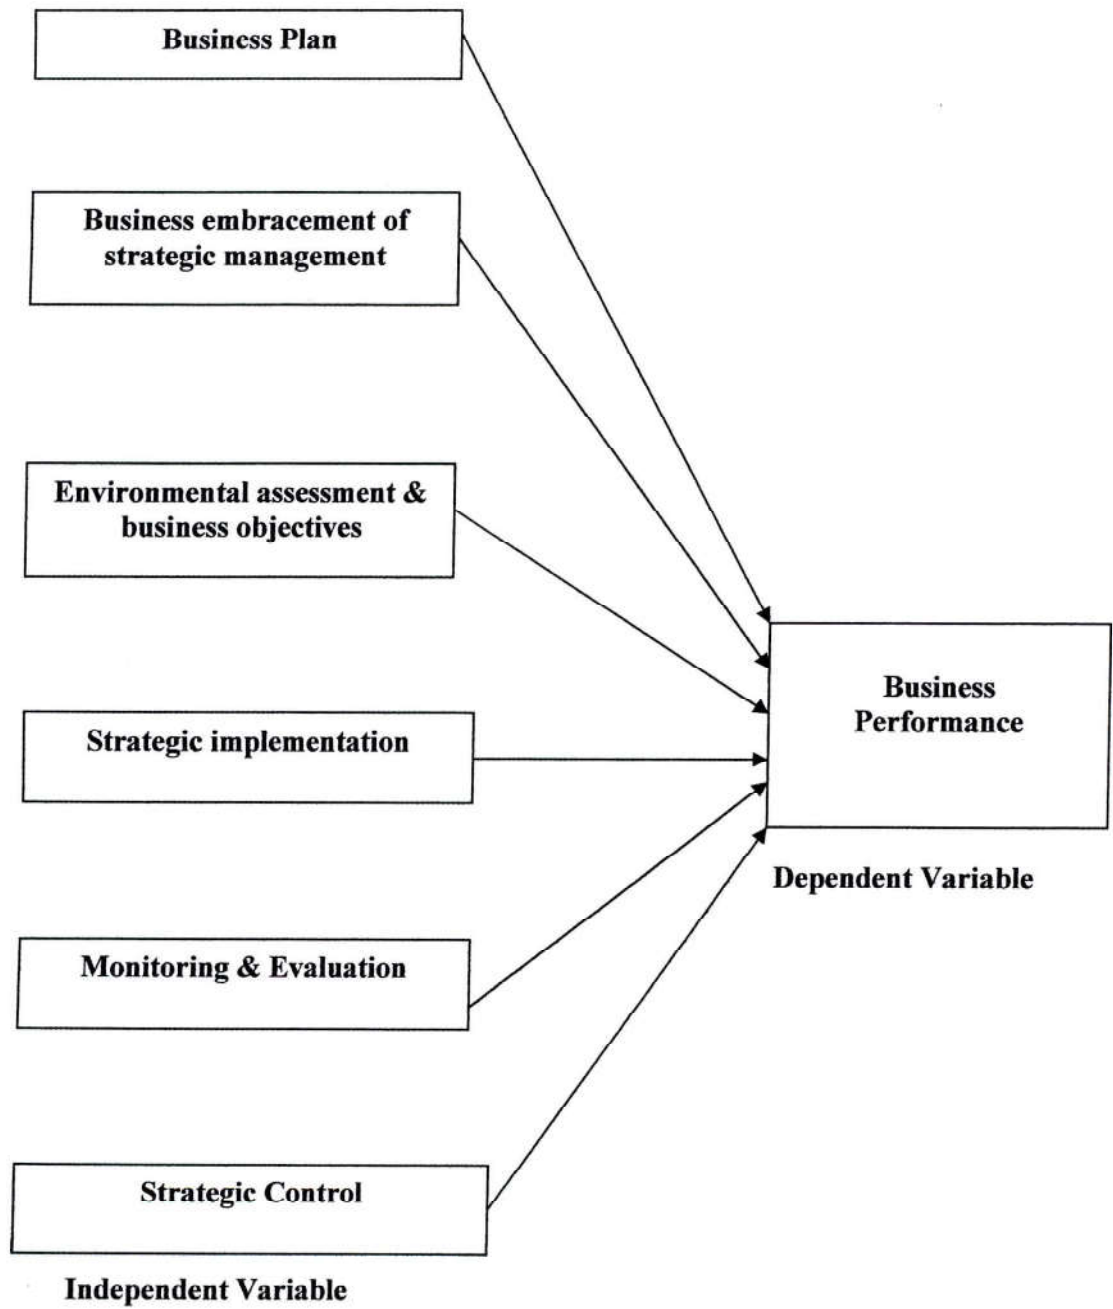 Business Plan
Business embracement of
strategic management
Environmental assessment &
business objectives
Strategic implementation
Monitoring & Evaluation
Strategic Control
Independent Variable
Business
Performance
Dependent Variable